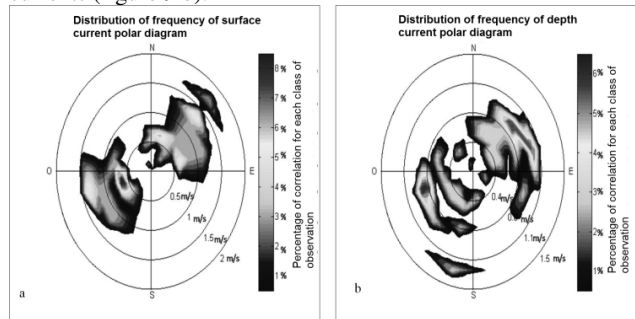 Distribution of frequency of surface
current polar diagram
N
8 %
7 %
6 %
5 %
4 %
3 %
2 %
1 %
Percentage of correlation for each class of
observation
O
E
0.5m/s
1 m/s
1.5m/s
2 m/s
S
a
Distribution of frequency of depth
current polar diagram
N
6%
5%
4%
3%
2%
1%
Percentage of correlation for each class of
observation
O
E
1.1m/s
1.5 m/s
S
b